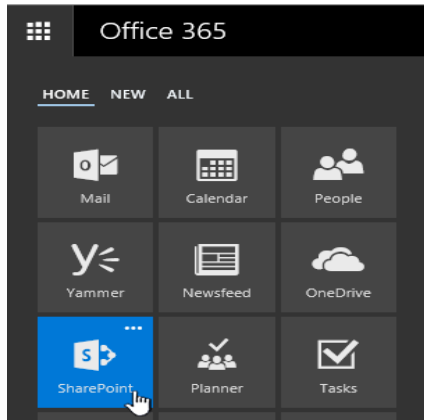 Office 365
HOME NEW ALL
Mail Calendar People
Yammer Newsfeed OneDrive
SharePoint Planner Tasks